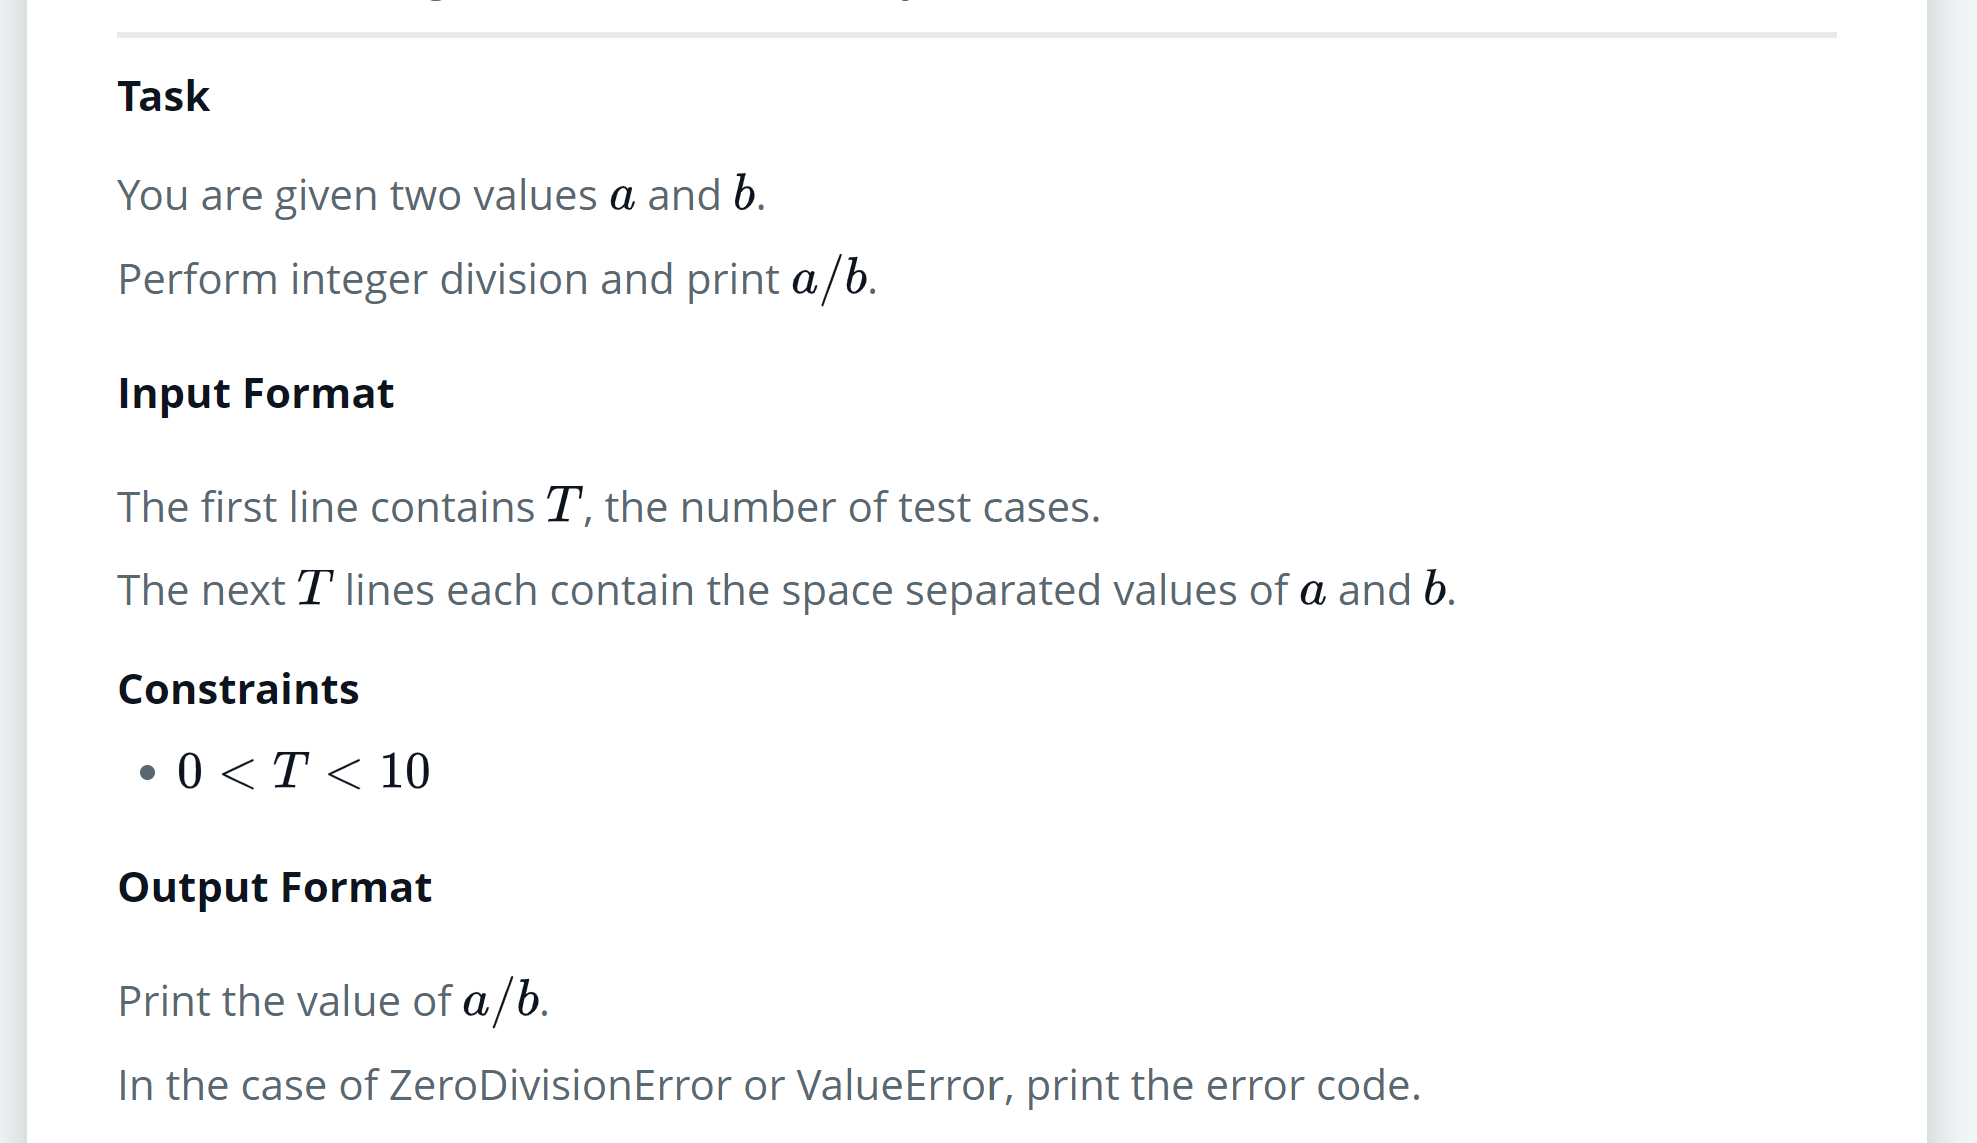 Task
You are given two values a and b.
Perform integer division and print a/b.
Input Format
The first line contains T, the number of test cases.
The next T lines each contain the space separated values of a and b.
Constraints
• 0 < T < 10
Output Format
Print the value of a/b.
In the case of ZeroDivisionError or ValueError, print the error code.